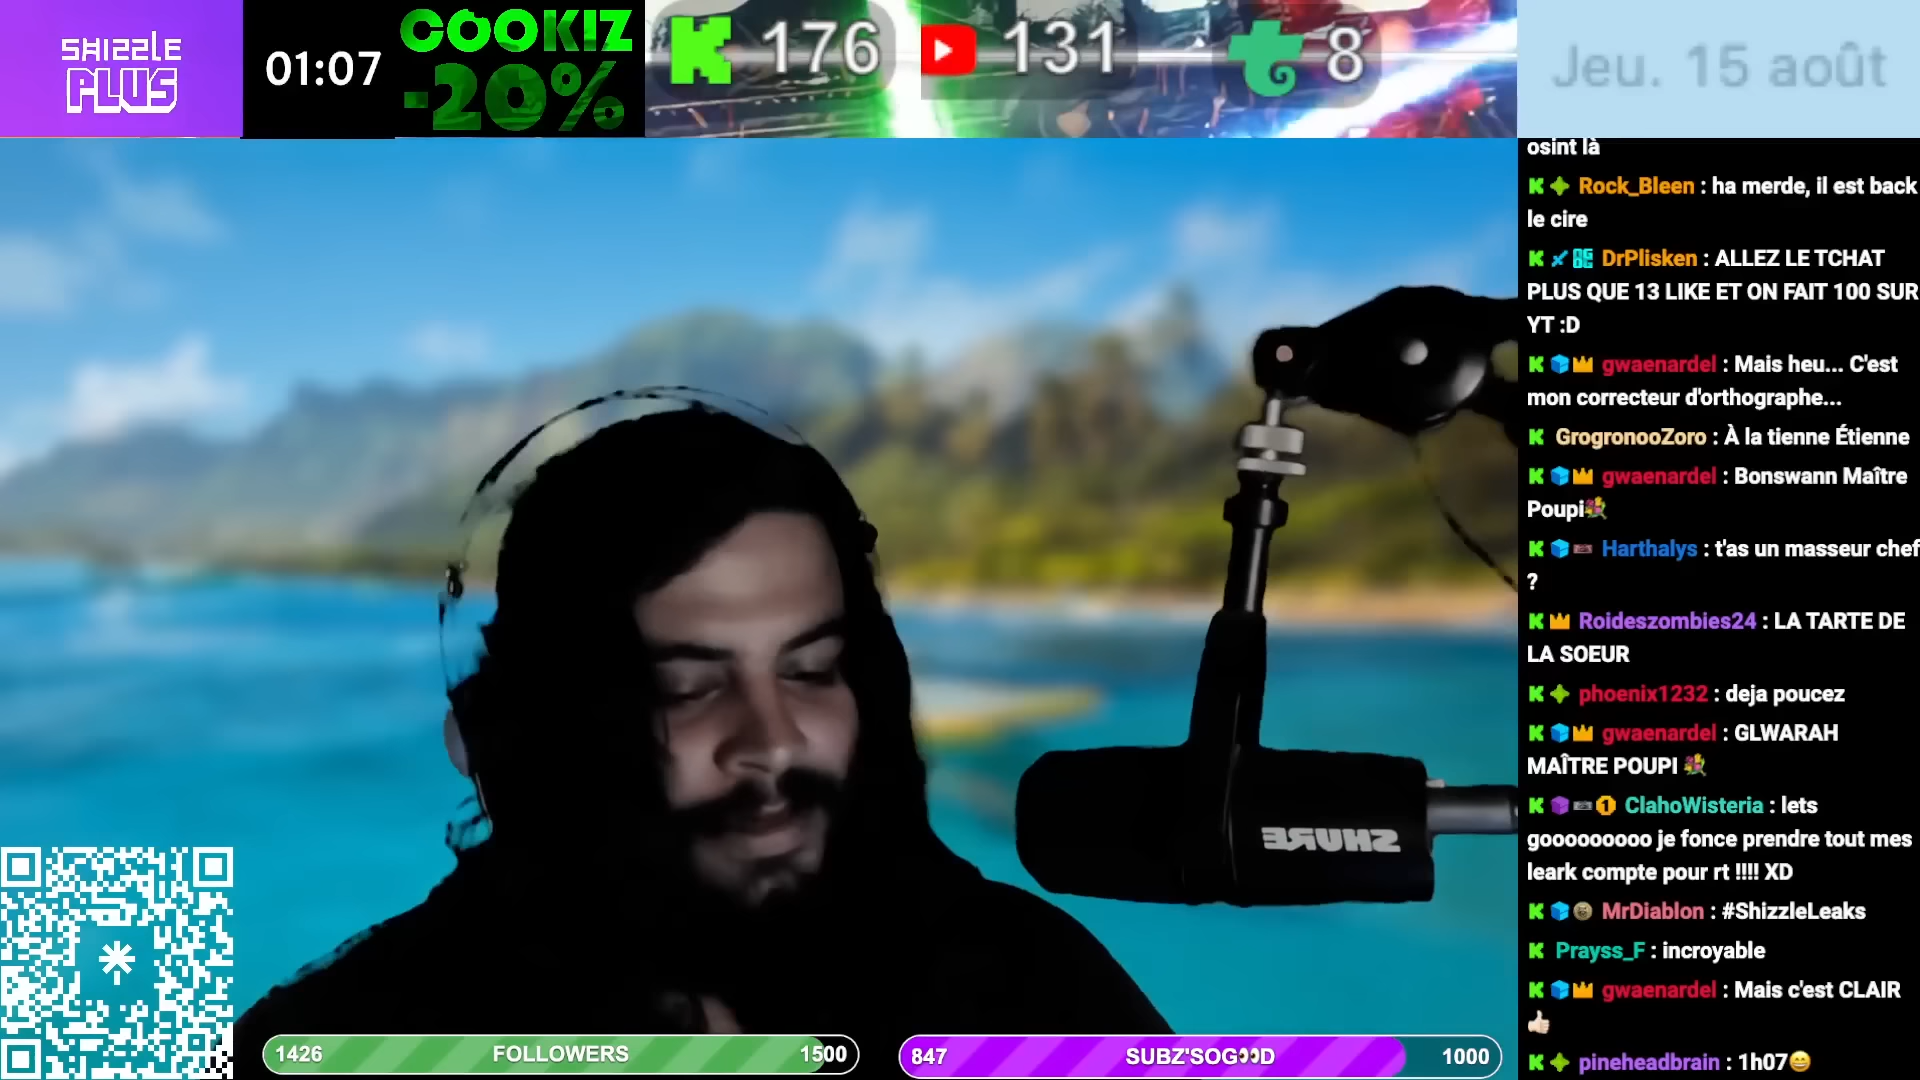 SHIZZLE
PLUS
01:07
COOKIZ
-20%
176
131
8
Jeu. 15 août
osint là
Rock_Bleen : ha merde, il est back
le cire
DrPlisken : ALLEZ LE TCHAT
PLUS QUE 13 LIKE ET ON FAIT 100 SUR
YT :D
gwaenardel : Mais heu... C'est
mon correcteur d'orthographe...
GrogronooZoro : À la tienne Étienne
gwaenardel : Bonswann Maître
Poupi💐
Harthalys : t'as un masseur chef
?
Roideszombies24 : LA TARTE DE
LA SOEUR
phoenix1232 : deja poucez
gwaenardel : GLWARAH
MAÎTRE POUPI 💐
ClahoWisteria : lets
gooooooooo je fonce prendre tout mes
leark compte pour rt !!!! XD
MrDiablon : #ShizzleLeaks
Prayss_F : incroyable
gwaenardel : Mais c'est CLAIR
👍🏻
pineheadbrain : 1h07😄
SHURE
1426 FOLLOWERS 1500
847 SUBZ'SOG👀D 1000